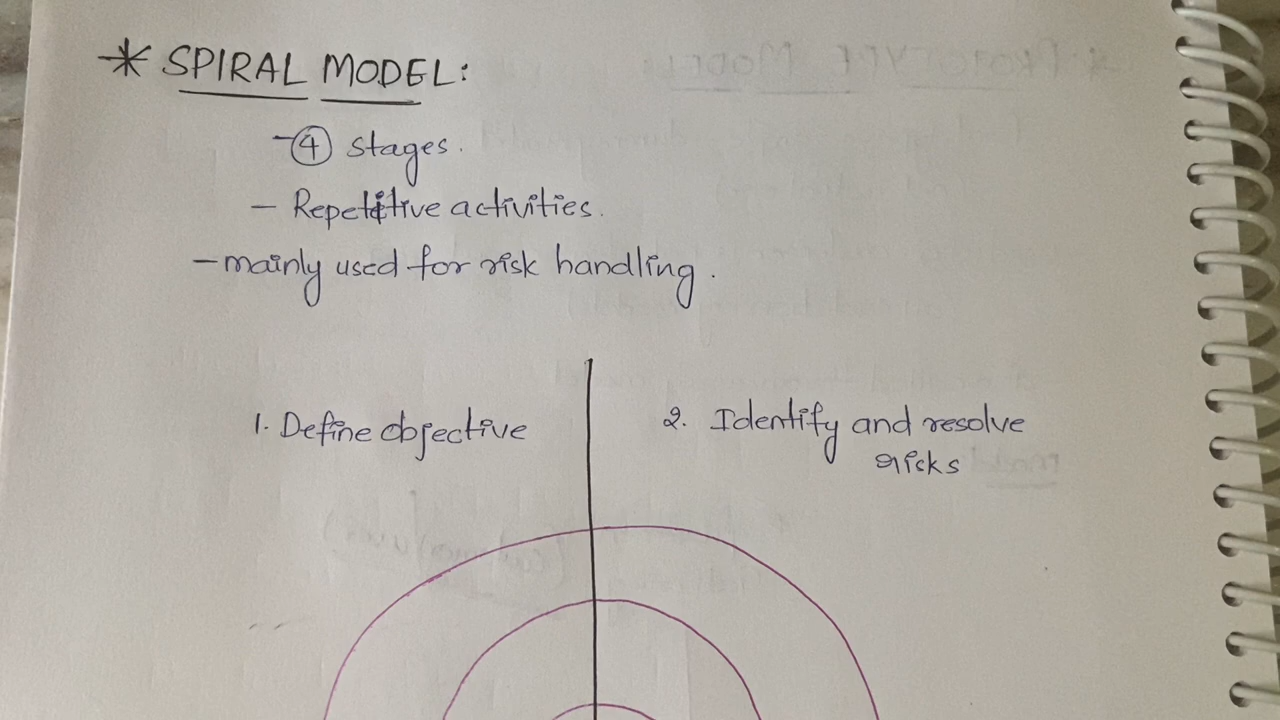 * SPIRAL MODEL:
- 4 stages.
- Repetitive activities.
- mainly used for risk handling.
1. Define objective
2. Identify and resolve
risks